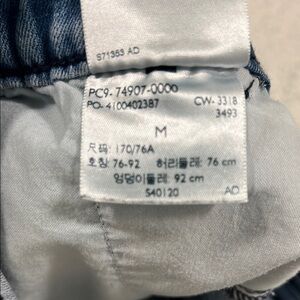 S71353 AD
PC9- 74907-0000
PO- 4100402387 CW- 3318
3493
M
尺码: 170/76A
호칭: 76-92 허리둘레: 76 cm
엉덩이둘레: 92 cm
S40120 AD